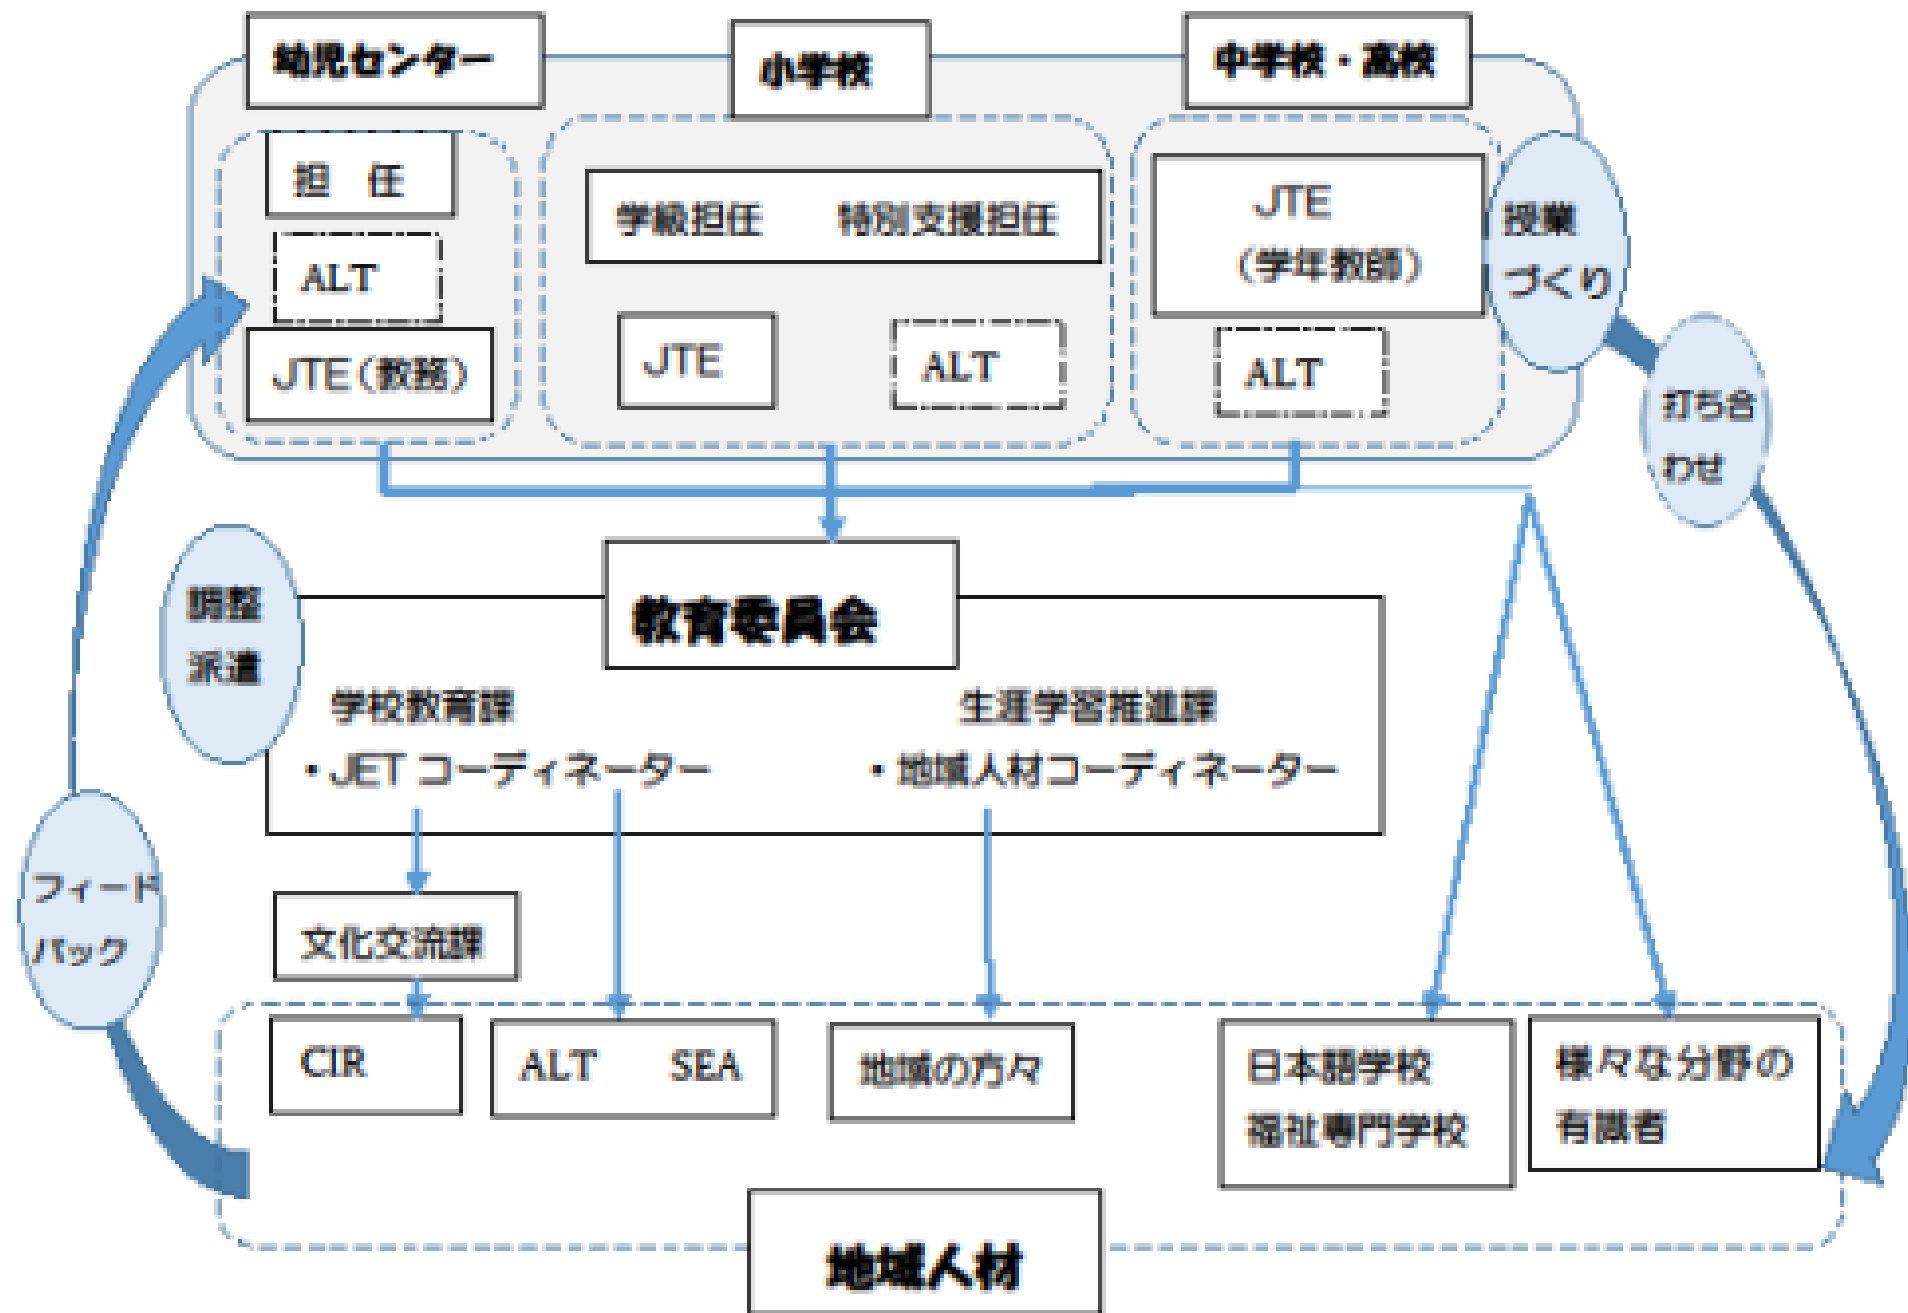 幼児センター
小学校
中学校・高校
担 任
ALT
JTE（教務）
学級担任 特別支援担任
JTE
ALT
JTE
（学年教師）
ALT
授業
づくり
打ち合
わせ
調整
派遣
教育委員会
学校教育課
・JET コーディネーター
生涯学習推進課
・地域人材コーディネーター
フィード
バック
文化交流課
CIR
ALT SEA
地域の方々
日本語学校
福祉専門学校
様々な分野の
有識者
地域人材